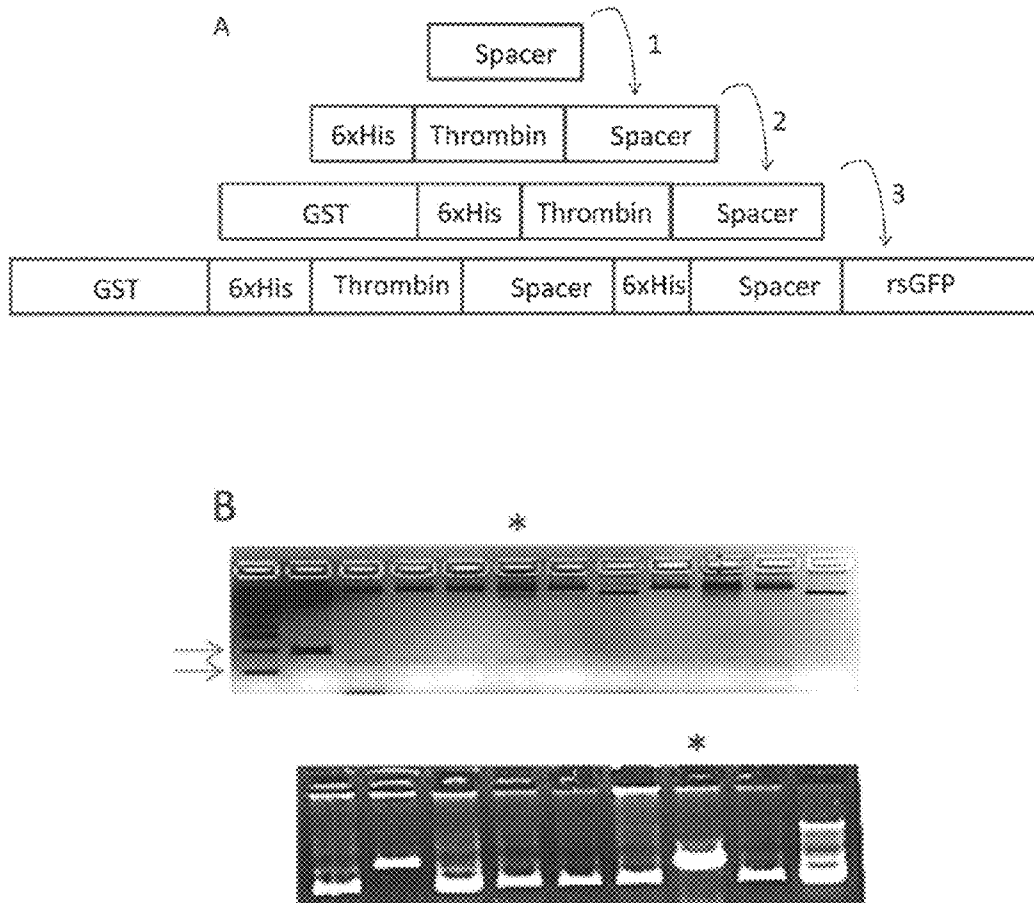 A
Spacer 1
6xHis Thrombin Spacer 2
GST 6xHis Thrombin Spacer 3
GST 6xHis Thrombin Spacer 6xHis Spacer rsGFP
B
*
*